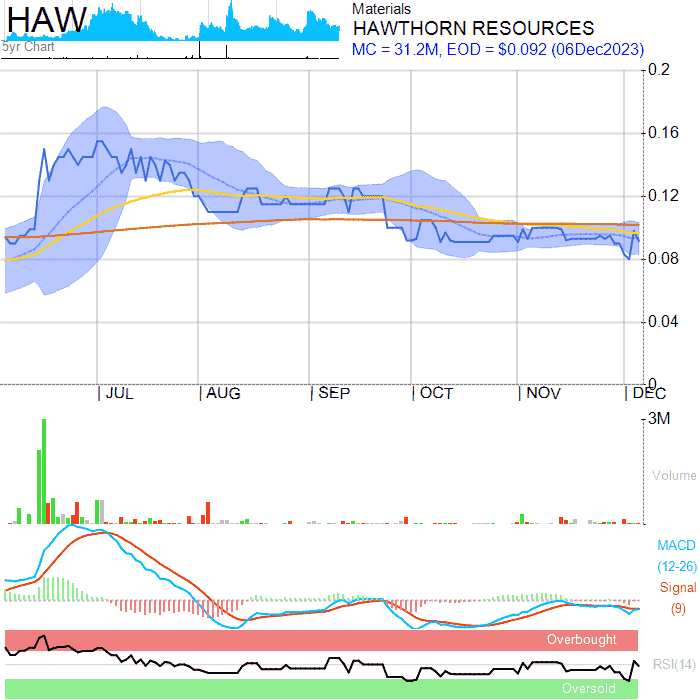 HAW
5yr Chart
Materials
HAWTHORN RESOURCES
MC = 31.2M, EOD = $0.092 (06Dec2023)
0.2
0.16
0.12
0.08
0.04
0
JUL AUG SEP OCT NOV DEC
3M
Volume
MACD
(12-26)
Signal
(9)
Overbought
RSI(14)
Oversold